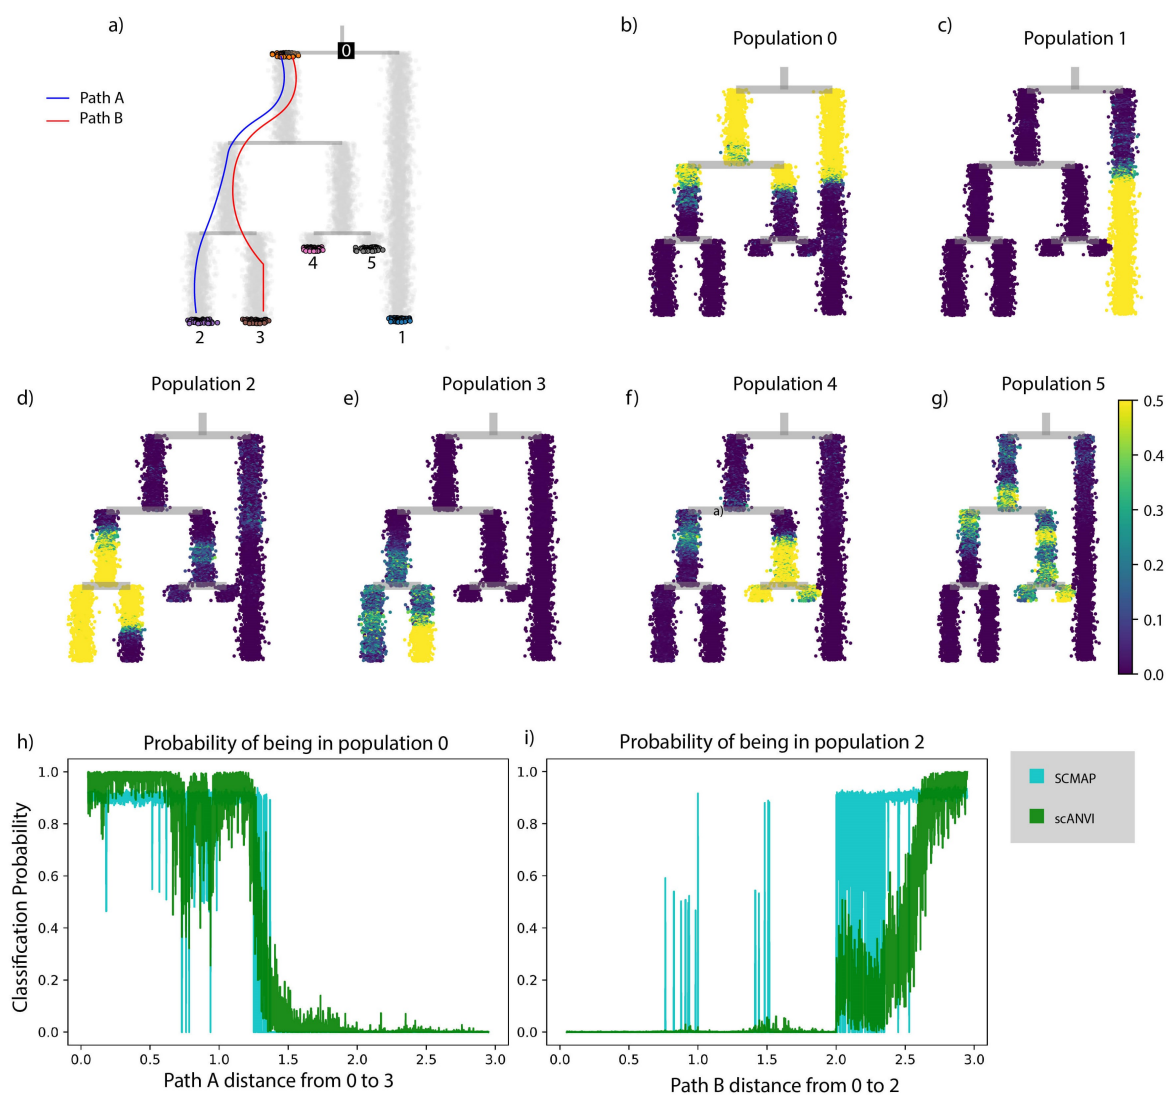 a)
0
Path A
Path B
4
5
2
3
1
b)
Population 0
c)
Population 1
d)
Population 2
e)
Population 3
f)
Population 4
a)
g)
Population 5
0.5
0.4
0.3
0.2
0.1
0.0
h)
Probability of being in population 0
Classification Probability
1.0
0.8
0.6
0.4
0.2
0.0
0.0 0.5 1.0 1.5 2.0 2.5 3.0
Path A distance from 0 to 3
i)
Probability of being in population 2
1.0
0.8
0.6
0.4
0.2
0.0
0.0 0.5 1.0 1.5 2.0 2.5 3.0
Path B distance from 0 to 2
SCMAP
scANVI